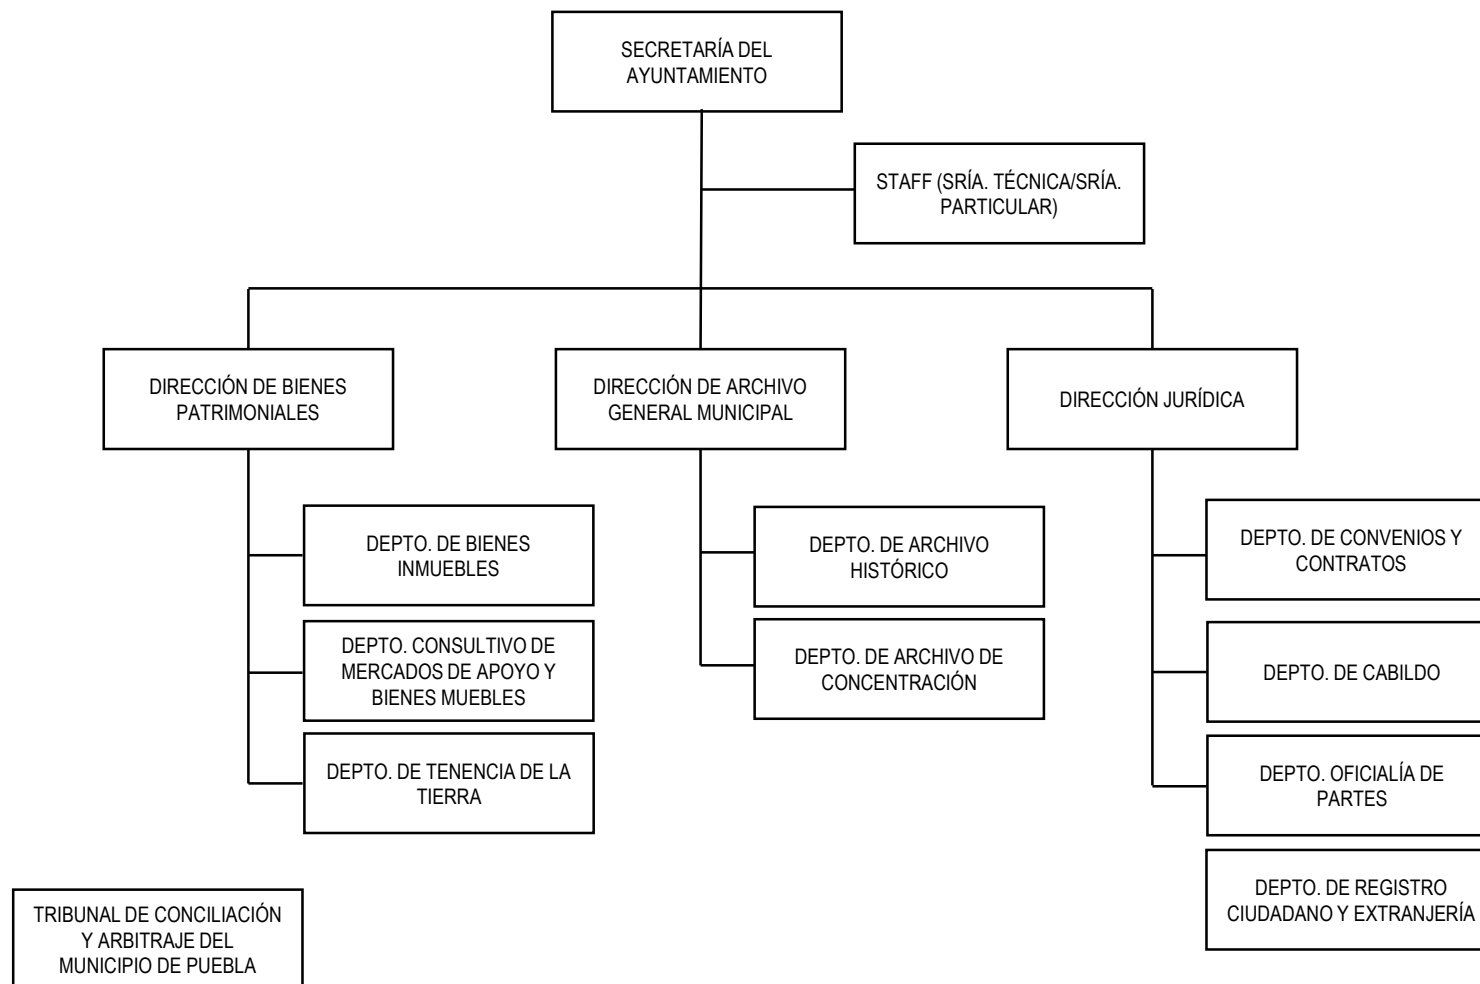 SECRETARÍA DEL
AYUNTAMIENTO
STAFF (SRÍA. TÉCNICA/SRÍA.
PARTICULAR)
DIRECCIÓN DE BIENES
PATRIMONIALES
DIRECCIÓN DE ARCHIVO
GENERAL MUNICIPAL
DIRECCIÓN JURÍDICA
DEPTO. DE BIENES
INMUEBLES
DEPTO. CONSULTIVO DE
MERCADOS DE APOYO Y
BIENES MUEBLES
DEPTO. DE TENENCIA DE LA
TIERRA
DEPTO. DE ARCHIVO
HISTÓRICO
DEPTO. DE ARCHIVO DE
CONCENTRACIÓN
DEPTO. DE CONVENIOS Y
CONTRATOS
DEPTO. DE CABILDO
DEPTO. OFICIALÍA DE
PARTES
DEPTO. DE REGISTRO
CIUDADANO Y EXTRANJERÍA
TRIBUNAL DE CONCILIACIÓN
Y ARBITRAJE DEL
MUNICIPIO DE PUEBLA